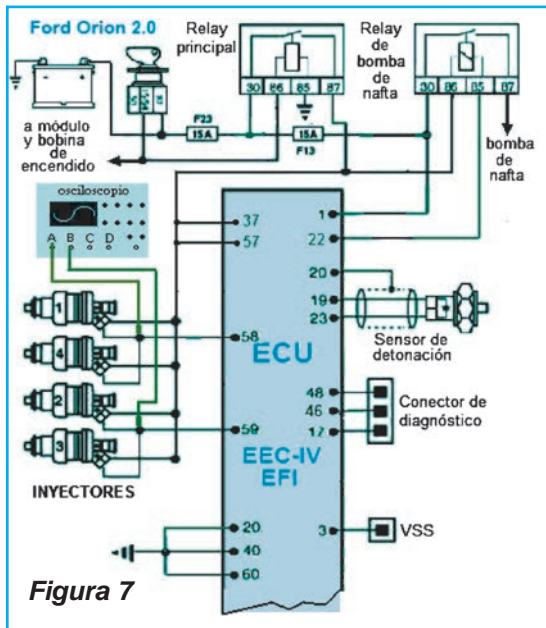 Ford Orion 2.0
Relay
principal
Relay
de bomba
de nafta
30 86 85 87
30 86 85 87
F23
15A
15A
F13
a módulo
y bobina
de
encendido
bomba
de nafta
osciloscopio
A B C D
37
57
58
59
20
40
60
1
22
20
19
23
48
46
17
3
ECU
EEC-IV
EFI
Sensor de
detonación
Conector de
diagnóstico
VSS
1
4
2
3
INYECTORES
Figura 7